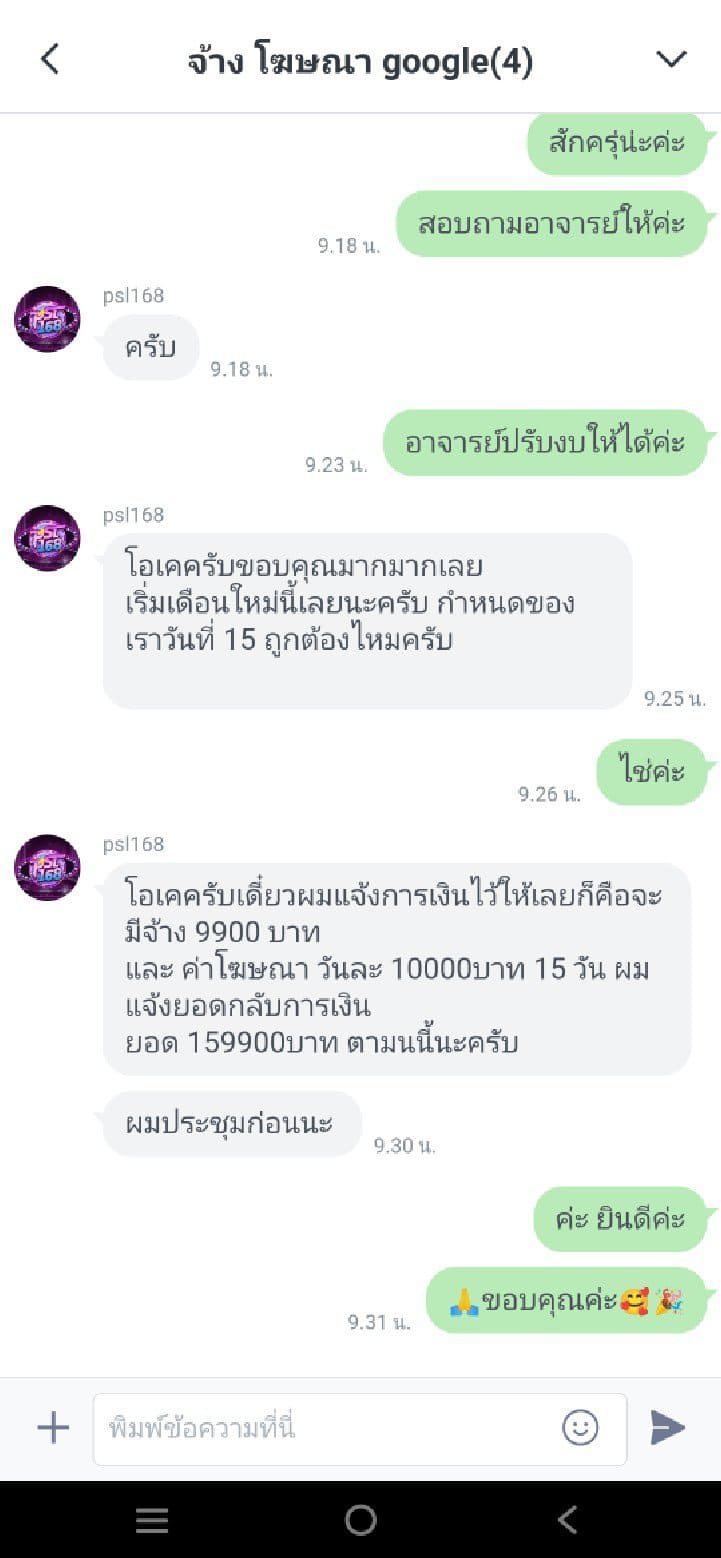 จ้าง โฆษณา google(4)
สักครุ่น่ะค่ะ
สอบถามอาจารย์ให้ค่ะ
9.18 น.
psl168
ครับ
9.18 น.
อาจารย์ปรับงบให้ได้ค่ะ
9.23 น.
psl168
โอเคครับขอบคุณมากมากเลย
เริ่มเดือนใหม่นี้เลยนะครับ กำหนดของ
เราวันที่ 15 ถูกต้องไหมครับ
9.25 น.
ไช่ค่ะ
9.26 น.
psl168
โอเคครับเดี๋ยวผมแจ้งการเงินไว้ให้เลยก็คือจะ
มีจ้าง 9900 บาท
และ ค่าโฆษณา วันละ 10000บาท 15 วัน ผม
แจ้งยอดกลับการเงิน
ยอด 159900บาท ตามนนี้นะครับ
ผมประชุมก่อนนะ
9.30 น.
ค่ะ ยินดีค่ะ
🙏ขอบคุณค่ะ🥰🎉
9.31 น.
พิมพ์ข้อความที่นี่